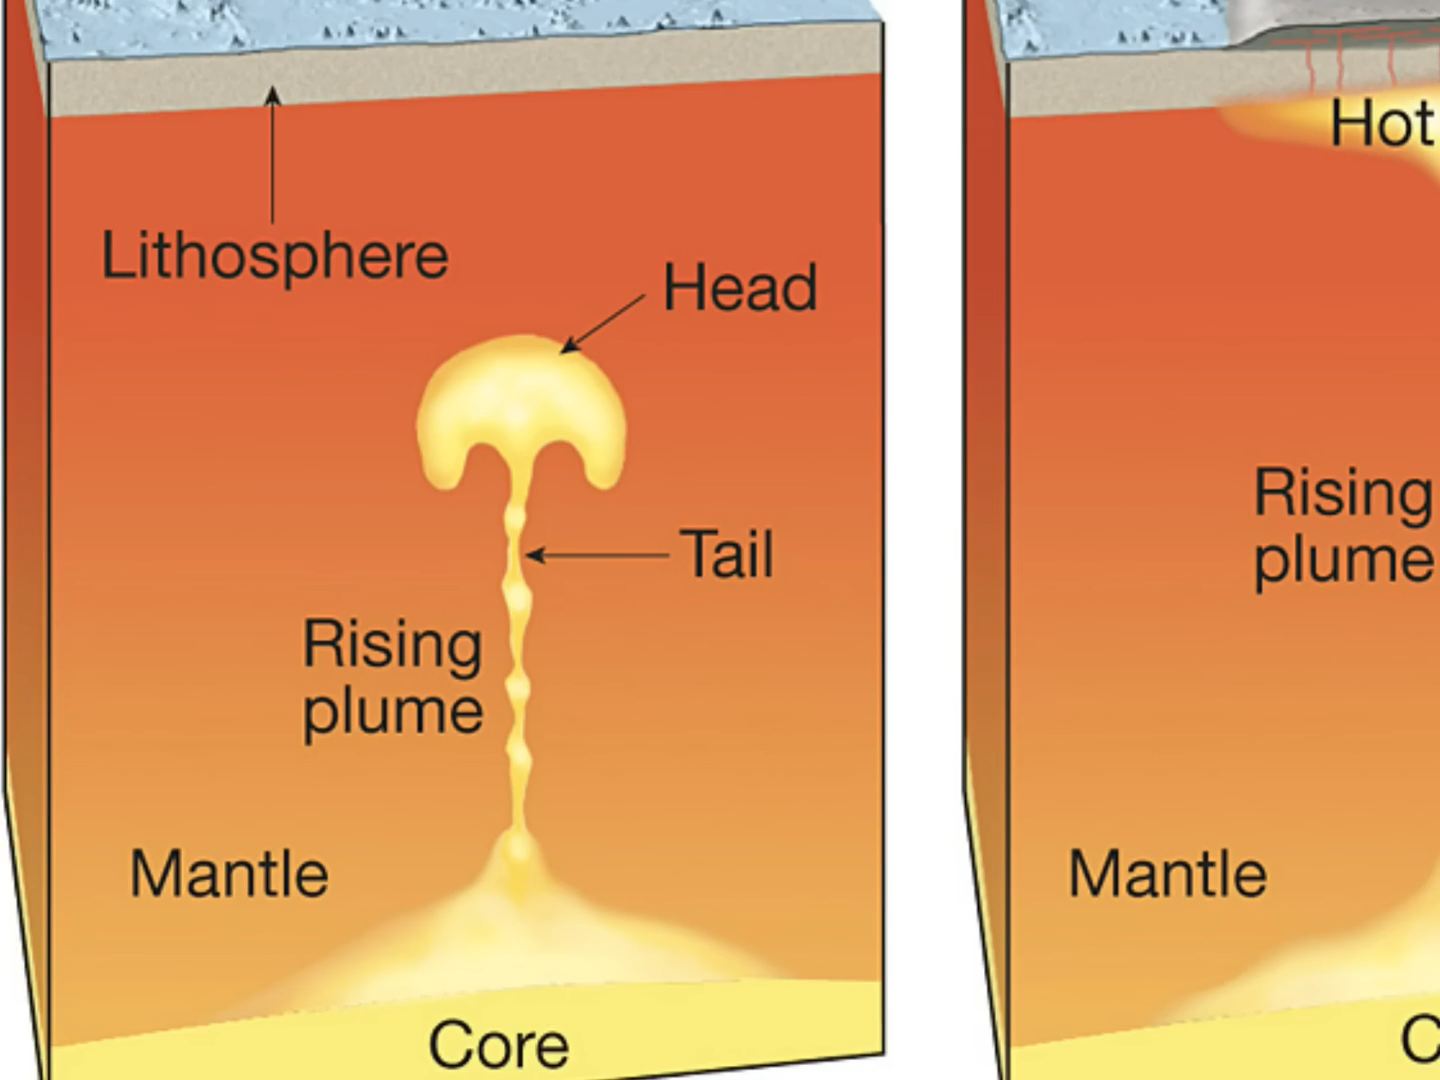 Lithosphere
Head
Tail
Rising
plume
Mantle
Core
Hot
Rising
plume
Mantle
C